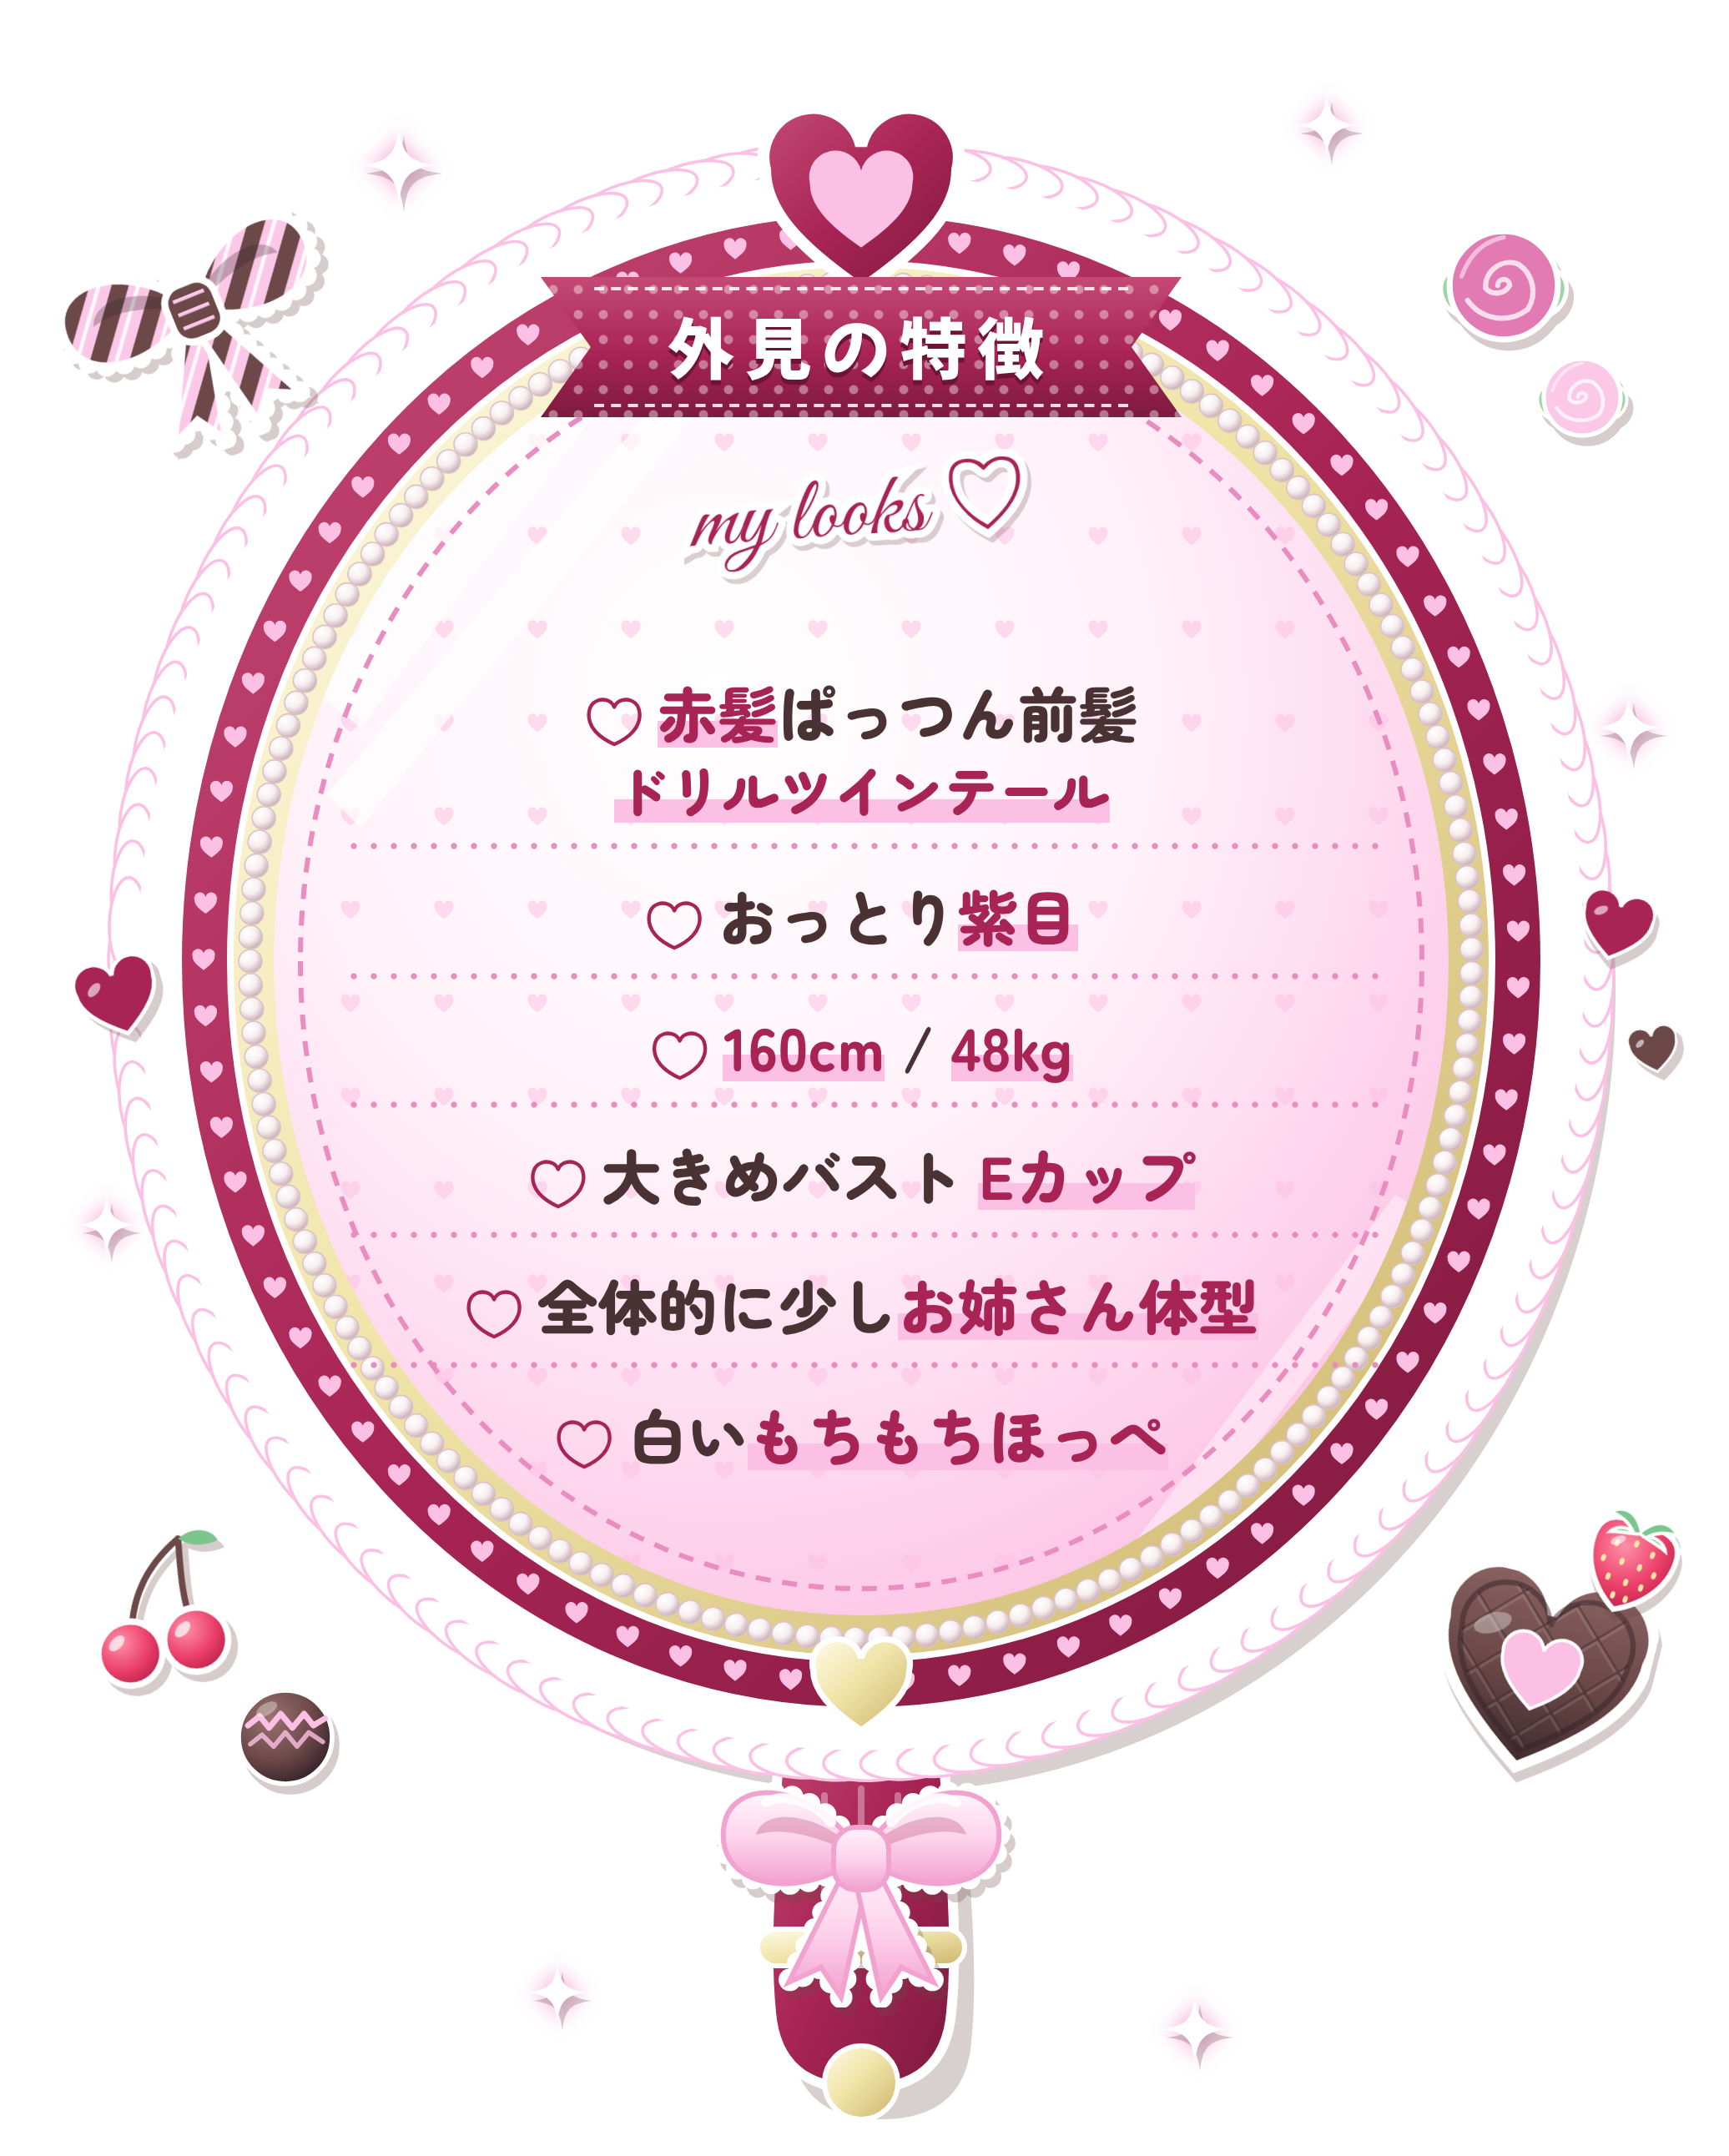 外見の特徴
my looks
赤髪ぱっつん前髪
ドリルツインテール
おっとり紫目
160cm / 48kg
大きめバスト Eカップ
全体的に少しお姉さん体型
白いもちもちほっぺ